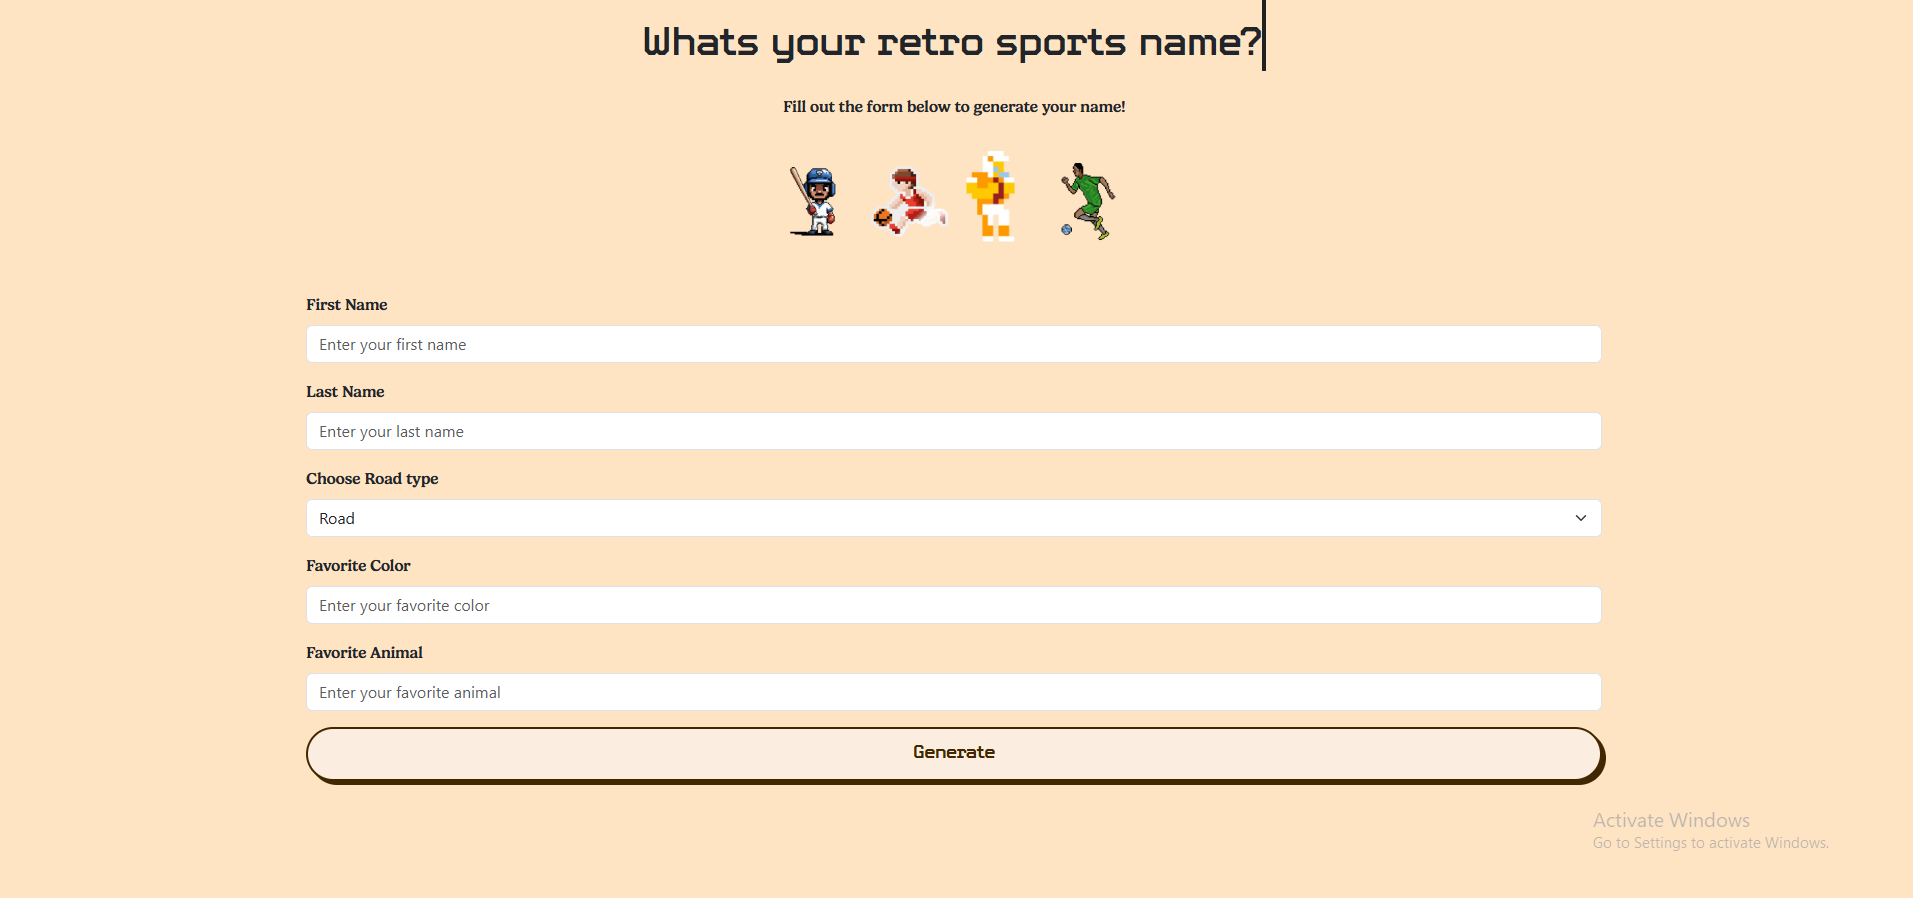 Whats your retro sports name?
Fill out the form below to generate your name!
First Name
Enter your first name
Last Name
Enter your last name
Choose Road type
Road
Favorite Color
Enter your favorite color
Favorite Animal
Enter your favorite animal
Generate
Activate Windows
Go to Settings to activate Windows.